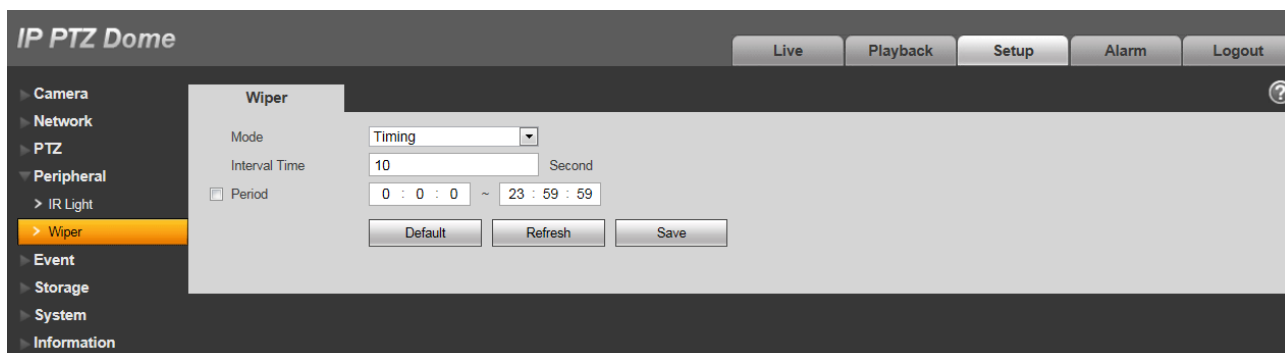 IP PTZ Dome
Live Playback Setup Alarm Logout
Camera
Network
PTZ
Peripheral
> IR Light
> Wiper
Event
Storage
System
Information
Wiper
?
Mode Timing
Interval Time 10 Second
Period 0 : 0 : 0 ~ 23 : 59 : 59
Default Refresh Save